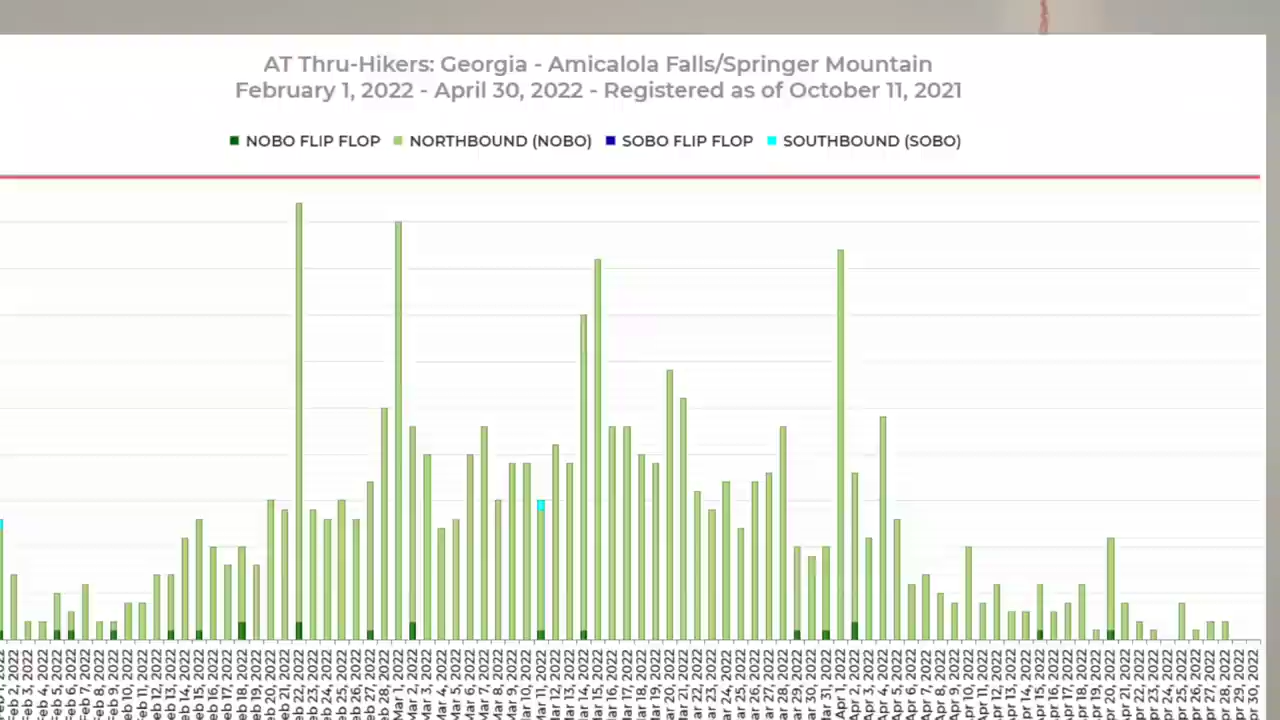 AT Thru-Hikers: Georgia - Amicalola Falls/Springer Mountain
February 1, 2022 - April 30, 2022 - Registered as of October 11, 2021
NOBO FLIP FLOP NORTHBOUND (NOBO) SOBO FLIP FLOP SOUTHBOUND (SOBO)
Feb 1, 2022
Feb 2, 2022
Feb 3, 2022
Feb 4, 2022
Feb 5, 2022
Feb 6, 2022
Feb 7, 2022
Feb 8, 2022
Feb 9, 2022
Feb 10, 2022
Feb 11, 2022
Feb 12, 2022
Feb 13, 2022
Feb 14, 2022
Feb 15, 2022
Feb 16, 2022
Feb 17, 2022
Feb 18, 2022
Feb 19, 2022
Feb 20, 2022
Feb 21, 2022
Feb 22, 2022
Feb 23, 2022
Feb 24, 2022
Feb 25, 2022
Feb 26, 2022
Feb 27, 2022
Feb 28, 2022
Mar 1, 2022
Mar 2, 2022
Mar 3, 2022
Mar 4, 2022
Mar 5, 2022
Mar 6, 2022
Mar 7, 2022
Mar 8, 2022
Mar 9, 2022
Mar 10, 2022
Mar 11, 2022
Mar 12, 2022
Mar 13, 2022
Mar 14, 2022
Mar 15, 2022
Mar 16, 2022
Mar 17, 2022
Mar 18, 2022
Mar 19, 2022
Mar 20, 2022
Mar 21, 2022
Mar 22, 2022
Mar 23, 2022
Mar 24, 2022
Mar 25, 2022
Mar 26, 2022
Mar 27, 2022
Mar 28, 2022
Mar 29, 2022
Mar 30, 2022
Mar 31, 2022
Apr 1, 2022
Apr 2, 2022
Apr 3, 2022
Apr 4, 2022
Apr 5, 2022
Apr 6, 2022
Apr 7, 2022
Apr 8, 2022
Apr 9, 2022
Apr 10, 2022
Apr 11, 2022
Apr 12, 2022
Apr 13, 2022
Apr 14, 2022
Apr 15, 2022
Apr 16, 2022
Apr 17, 2022
Apr 18, 2022
Apr 19, 2022
Apr 20, 2022
Apr 21, 2022
Apr 22, 2022
Apr 23, 2022
Apr 24, 2022
Apr 25, 2022
Apr 26, 2022
Apr 27, 2022
Apr 28, 2022
Apr 29, 2022
Apr 30, 2022